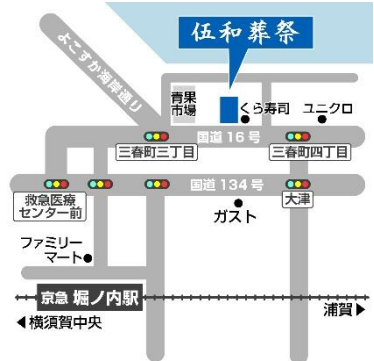 伍和葬祭
よこすか海岸通り
青果
市場
くら寿司
ユニクロ
国道16号
三春町三丁目
三春町四丁目
国道134号
救急医療
センター前
大津
ガスト
ファミリー
マート
京急 堀ノ内駅
浦賀▶
◀横須賀中央